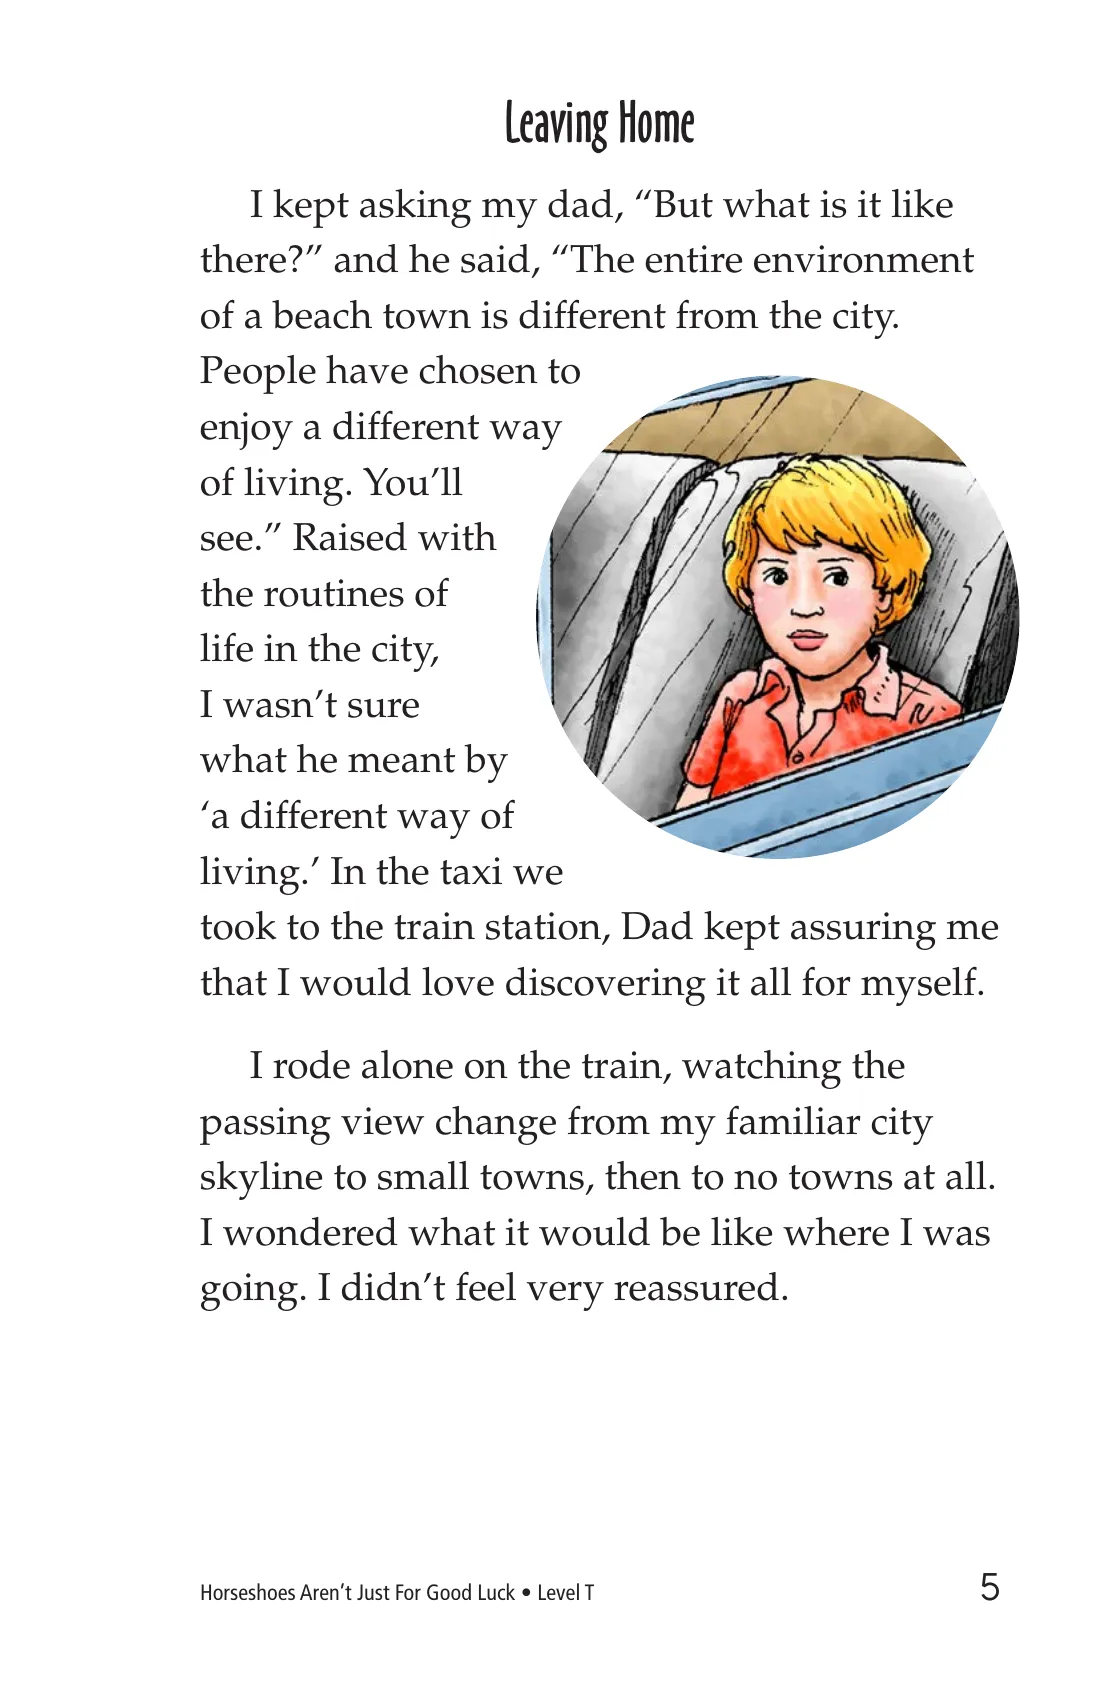 Leaving Home
I kept asking my dad, “But what is it like
there?” and he said, “The entire environment
of a beach town is different from the city.
People have chosen to
enjoy a different way
of living. You’ll
see.” Raised with
the routines of
life in the city,
I wasn’t sure
what he meant by
‘a different way of
living.’ In the taxi we
took to the train station, Dad kept assuring me
that I would love discovering it all for myself.
I rode alone on the train, watching the
passing view change from my familiar city
skyline to small towns, then to no towns at all.
I wondered what it would be like where I was
going. I didn’t feel very reassured.
Horseshoes Aren’t Just For Good Luck • Level T 5